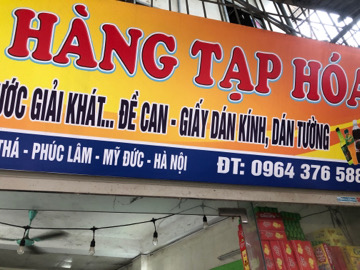 HÀNG TẠP HÓA
ƯỚC GIẢI KHÁT... ĐỀ CAN - GIẤY DÁN KÍNH, DÁN TƯỜNG
THÁ - PHÚC LÂM - MỸ ĐỨC - HÀ NỘI ĐT: 0964 376 588